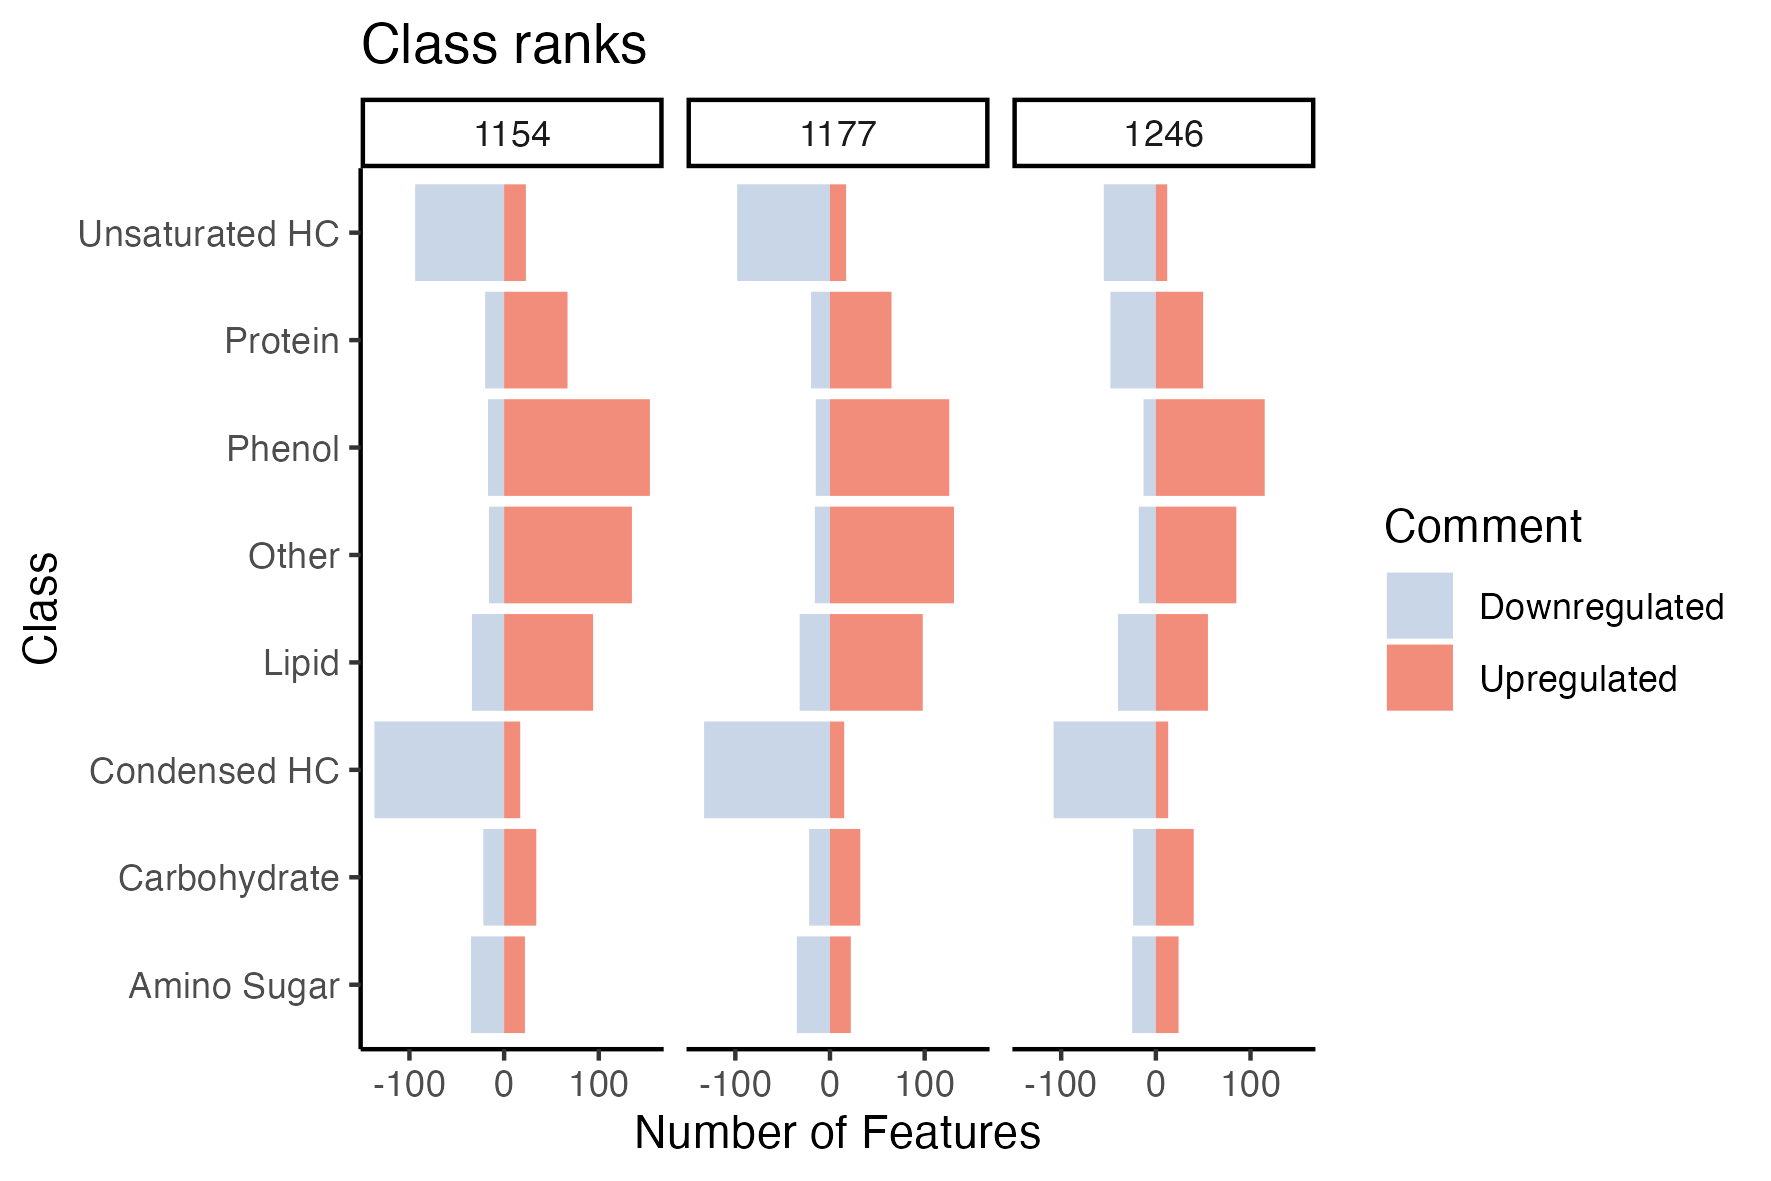 Class ranks
1154 1177 1246
Unsaturated HC
Protein
Phenol
Other
Lipid
Condensed HC
Carbohydrate
Amino Sugar
Class
-100 0 100 -100 0 100 -100 0 100
Number of Features
Comment
Downregulated
Upregulated